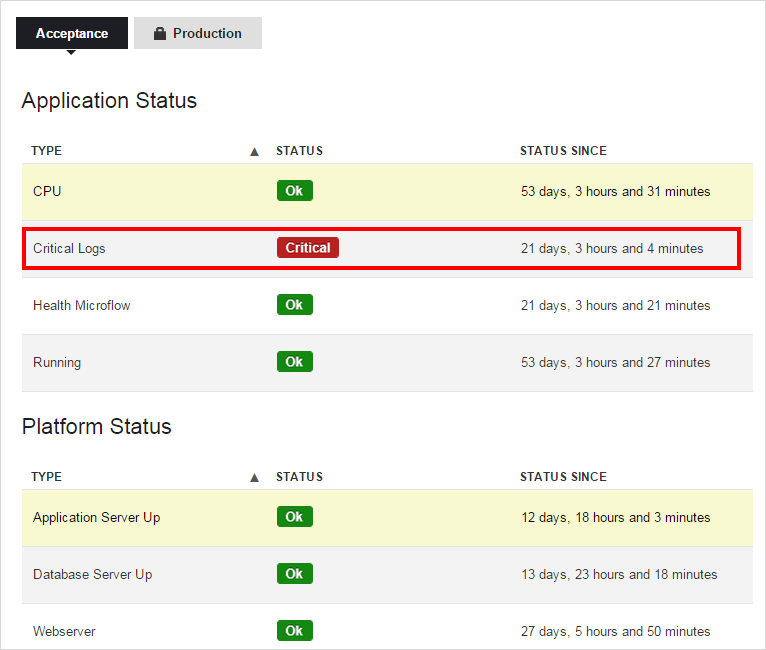 Acceptance Production
Application Status
TYPE ▲ STATUS STATUS SINCE
CPU Ok 53 days, 3 hours and 31 minutes
Critical Logs Critical 21 days, 3 hours and 4 minutes
Health Microflow Ok 21 days, 3 hours and 21 minutes
Running Ok 53 days, 3 hours and 27 minutes
Platform Status
TYPE ▲ STATUS STATUS SINCE
Application Server Up Ok 12 days, 18 hours and 3 minutes
Database Server Up Ok 13 days, 23 hours and 18 minutes
Webserver Ok 27 days, 5 hours and 50 minutes